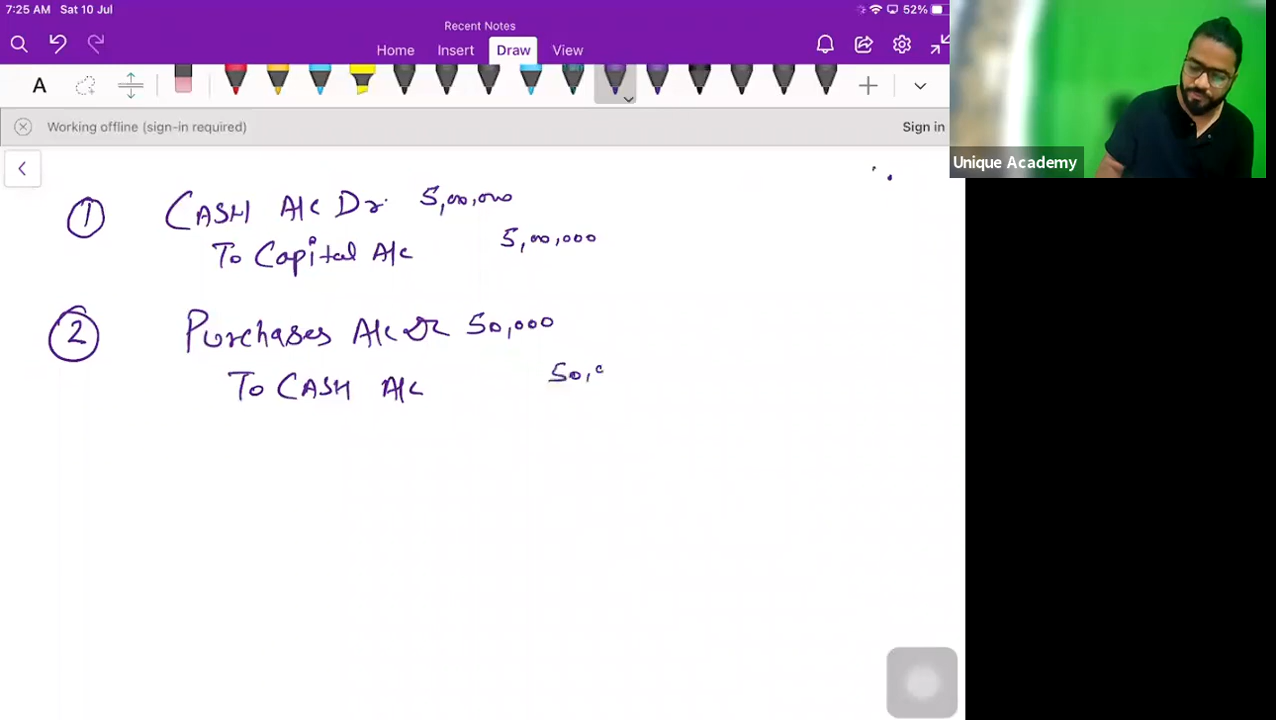 7:25 AM Sat 10 Jul
52%
Recent Notes
Home Insert Draw View
A
Working offline (sign-in required)
Sign in
Unique Academy
① CASH A/c Dr. 5,00,000
To Capital A/c 5,00,000
② Purchases A/c Dr 50,000
To CASH A/c 50,0